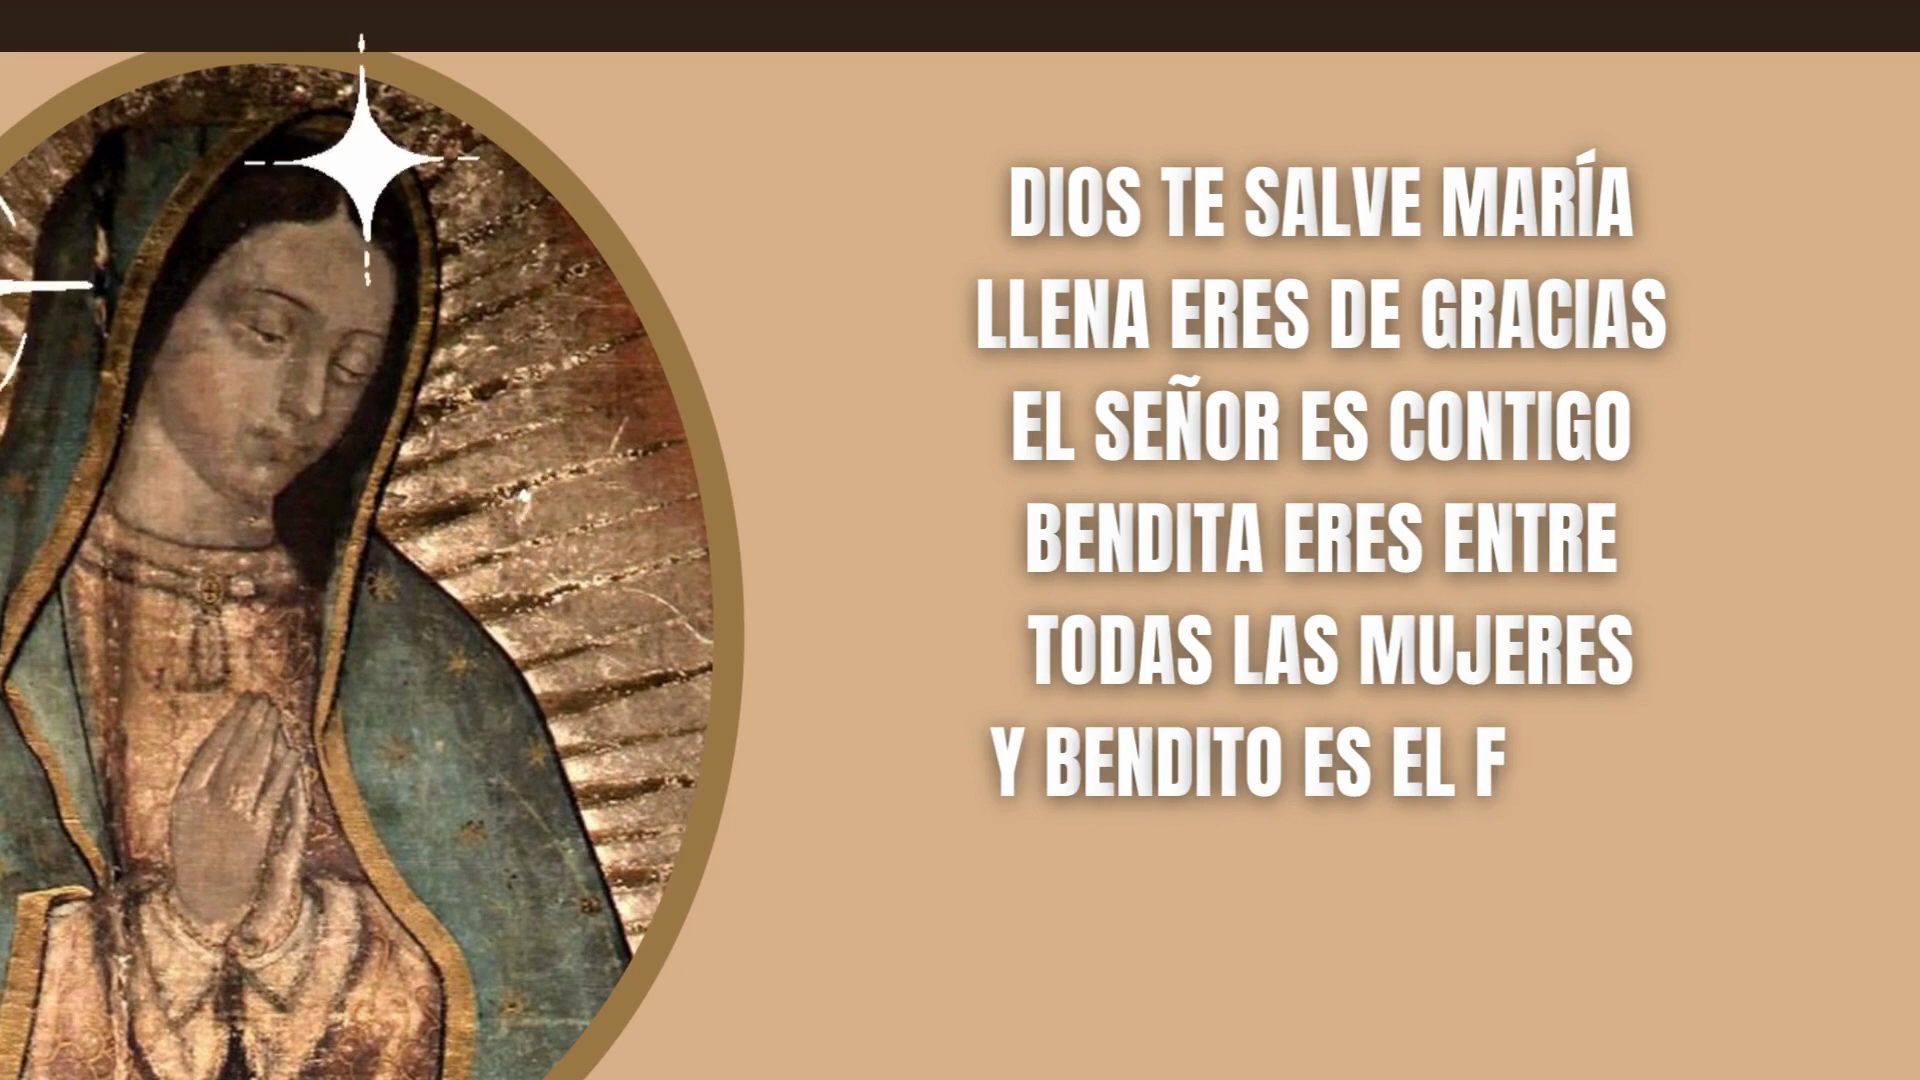 DIOS TE SALVE MARÍA
LLENA ERES DE GRACIAS
EL SEÑOR ES CONTIGO
BENDITA ERES ENTRE
TODAS LAS MUJERES
Y BENDITO ES EL F